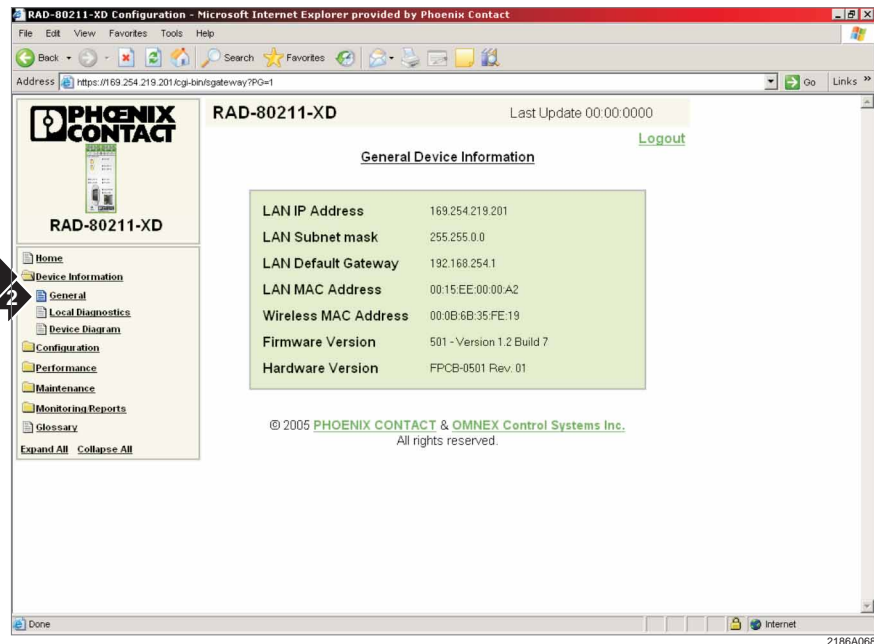 RAD-80211-XD Configuration - Microsoft Internet Explorer provided by Phoenix Contact
File Edit View Favorites Tools Help
Back Search Favorites
Address https://169.254.219.201/cgi-bin/sgateway?PG=1 Go Links »
PHŒNIX
CONTACT
RAD-80211-XD
Home
Device Information
2
General
Local Diagnostics
Device Diagram
Configuration
Performance
Maintenance
Monitoring Reports
Glossary
Expand All Collapse All
RAD-80211-XD Last Update 00:00:0000
Logout
General Device Information
LAN IP Address 169.254.219.201
LAN Subnet mask 255.255.0.0
LAN Default Gateway 192.168.254.1
LAN MAC Address 00:15:EE:00:00:A2
Wireless MAC Address 00:0B:6B:35:FE:19
Firmware Version 501 - Version 1.2 Build 7
Hardware Version FPCB-0501 Rev. 01
© 2005 PHOENIX CONTACT & OMNEX Control Systems Inc.
All rights reserved.
Done Internet
2186A068